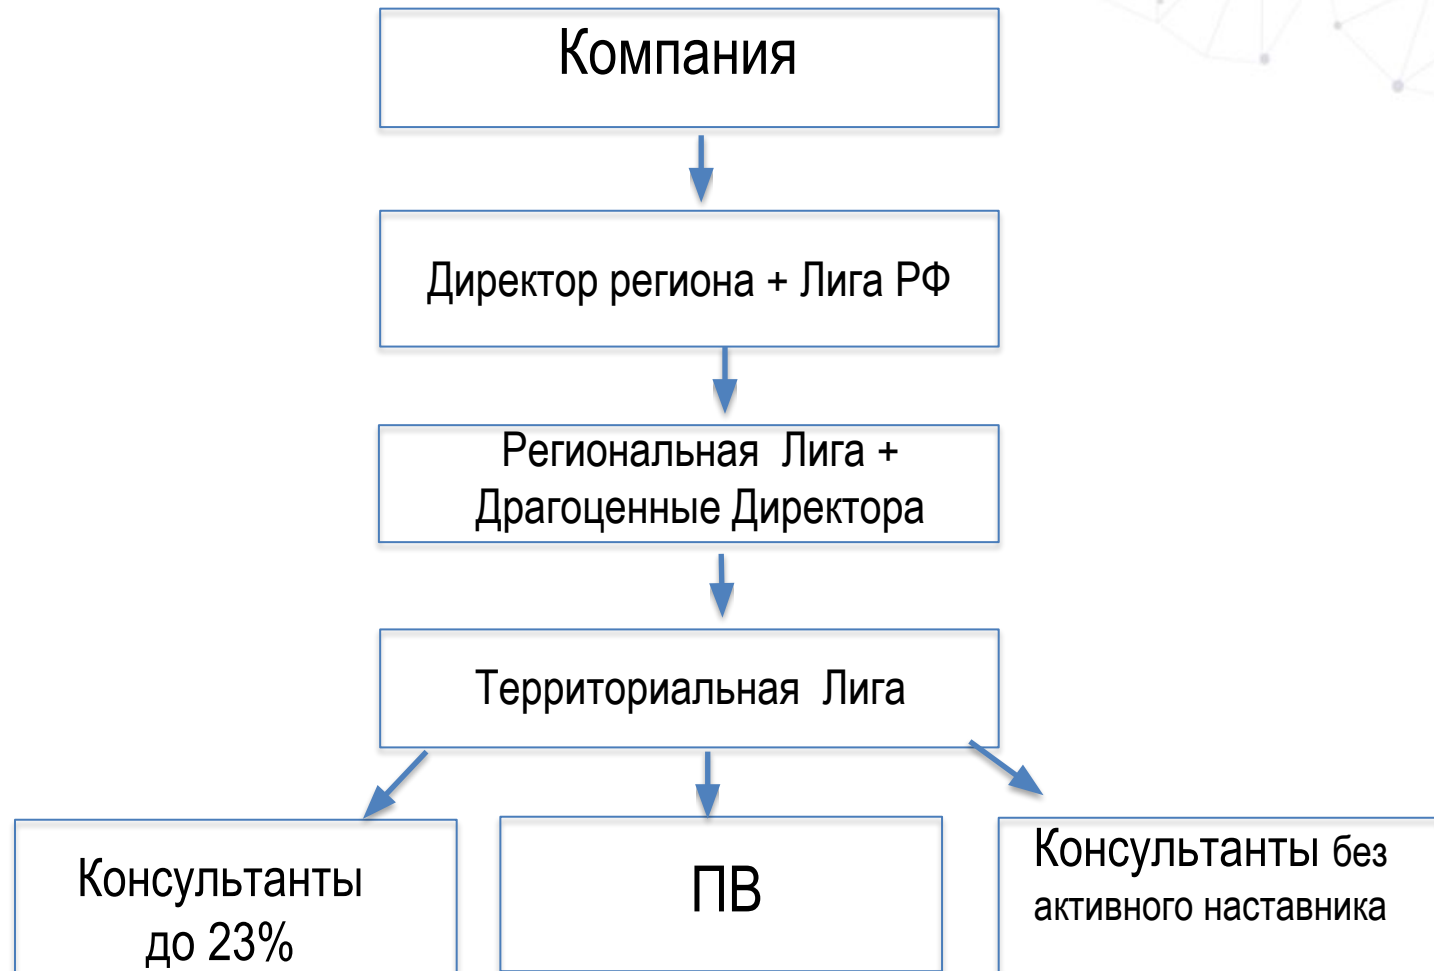 Компания
Директор региона + Лига РФ
Региональная Лига +
Драгоценные Директора
Территориальная Лига
Консультанты
до 23%
ПВ
Консультанты без
активного наставника